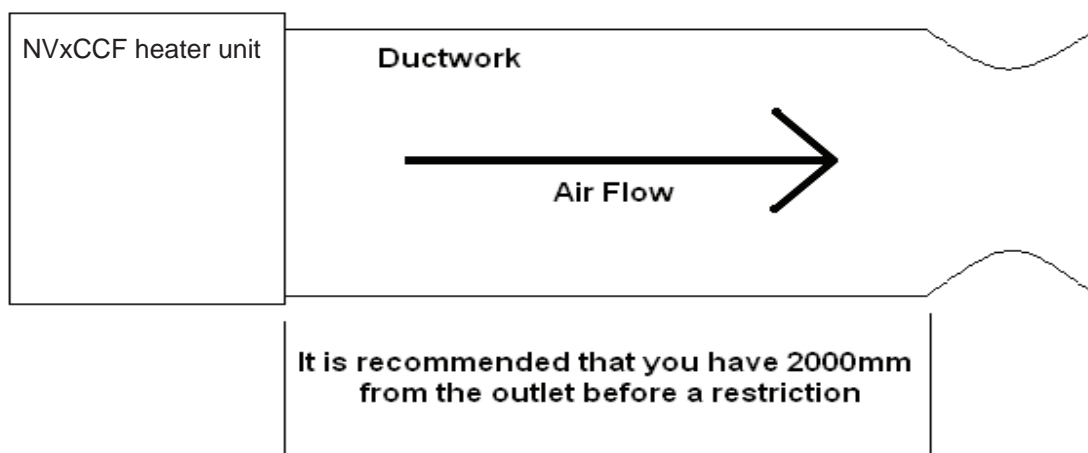 NVxCCF heater unit
Ductwork
Air Flow
It is recommended that you have 2000mm
from the outlet before a restriction